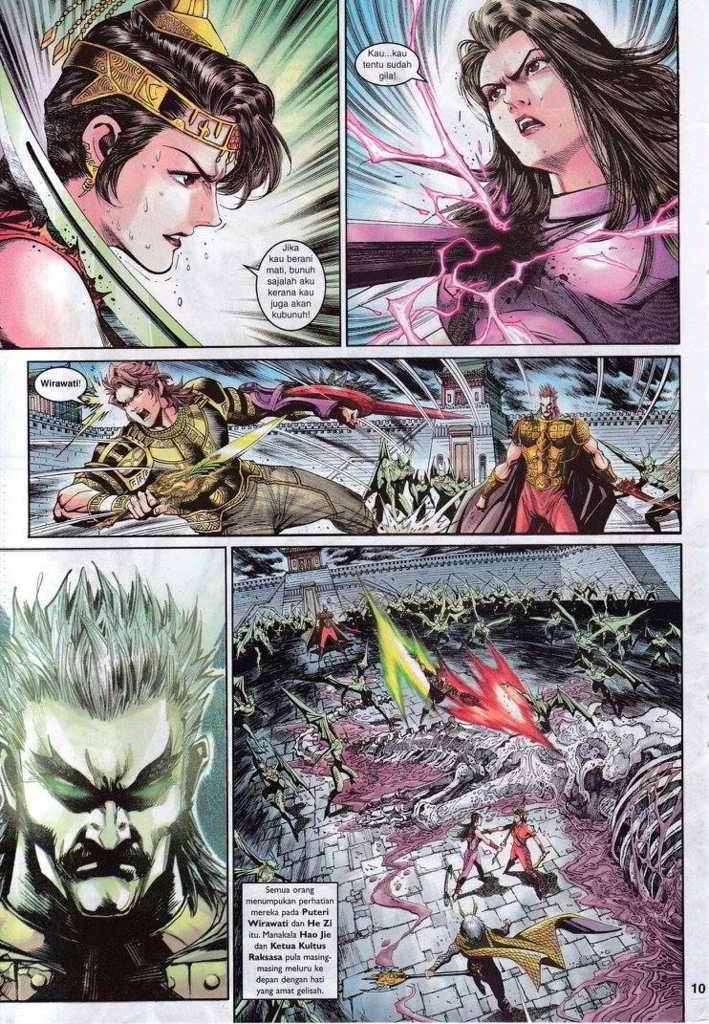 Jika
kau berani
mati, bunuh
sajalah aku
kerana kau
juga akan
kubunuh!
Kau...kau
tentu sudah
gila!
Wirawati!
Semua orang
menumpukan perhatian
mereka pada Puteri
Wirawati dan He Zi
itu. Manakala Hao Jie
dan Ketua Kultus
Raksasa pula masing-
masing meluru ke
depan dengan hati
yang amat gelisah.
10